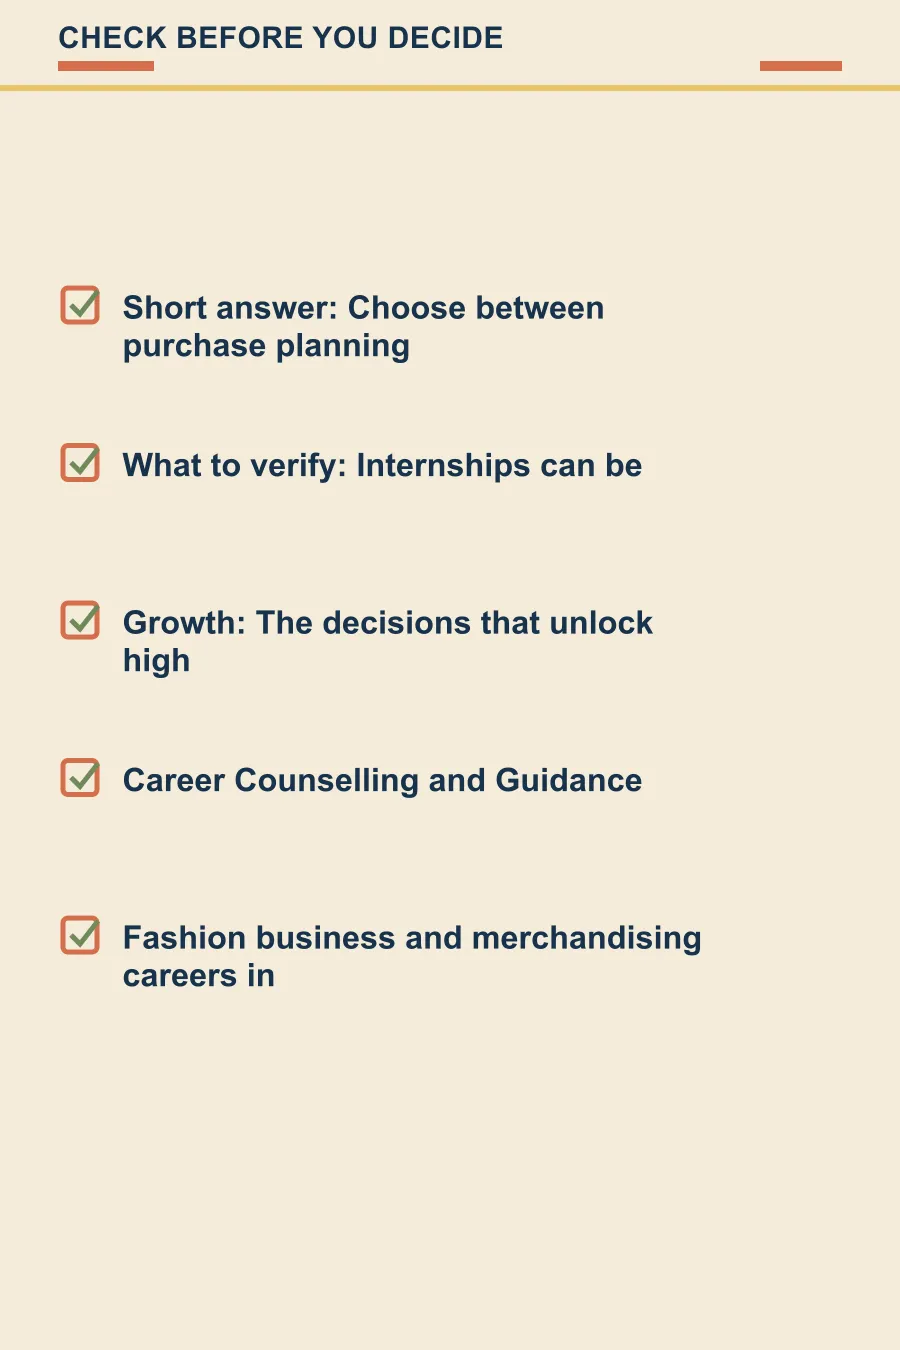 CHECK BEFORE YOU DECIDE
Short answer: Choose between
purchase planning
What to verify: Internships can be
Growth: The decisions that unlock
high
Career Counselling and Guidance
Fashion business and merchandising
careers in